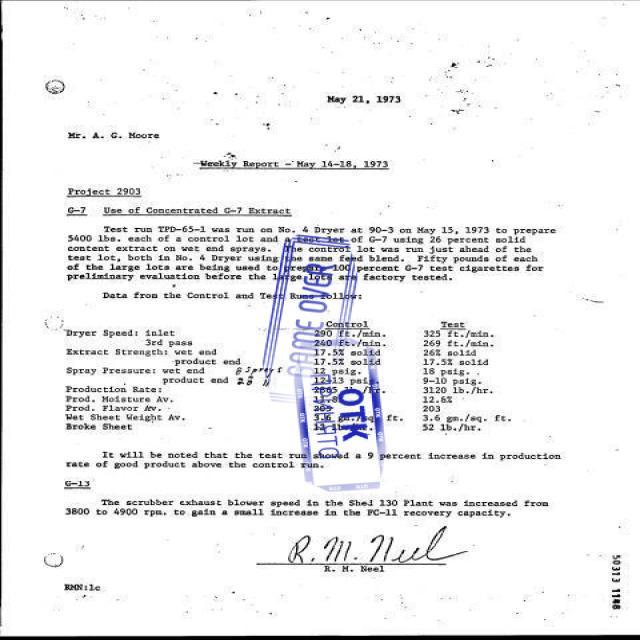 May 21, 1973
Mr. A. G. Moore
Weekly Report - May 14-18, 1973
Project 2903
G-7 Use of Concentrated G-7 Extract
Test run TPD-65-1 was run on No. 4 Dryer at 90-3 on May 15, 1973 to prepare
5400 lbs. each of a control lot and a test lot of G-7 using 26 percent solid
content extract on wet end sprays. The control lot was run just ahead of the
test lot, both in No. 4 Dryer using the same feed blend. Fifty pounds of each
of the large lots are being used to prepare 100 percent G-7 test cigarettes for
preliminary evaluation before the large lots are factory tested.
Data from the Control and Test Runs follow:
Control Test
Dryer Speed: inlet 290 ft./min. 325 ft./min.
3rd pass 240 ft./min. 269 ft./min.
Extract Strength: wet end 17.5% solid 26% solid
product end 17.5% solid 17.5% solid
Spray Pressure: wet end 8 Sprays 12 psig. 18 psig.
product end 12-13 psig. 9-10 psig.
Production Rate: lb./hr. 3120 lb./hr.
Prod. Moisture Av. 12.6%
Prod. Flavor Av. 203
Wet Sheet Weight Av. 3.6 gm./sq. ft. 3.6 gm./sq. ft.
Broke Sheet lb./hr. 52 lb./hr.
It will be noted that the test run showed a 9 percent increase in production
rate of good product above the control run.
G-13
The scrubber exhaust blower speed in the Shed 130 Plant was increased from
3800 to 4900 rpm. to gain a small increase in the FC-11 recovery capacity.
R. M. Neel
R. M. Neel
RMN:lc
50313 1148
GAME OVER
OTK